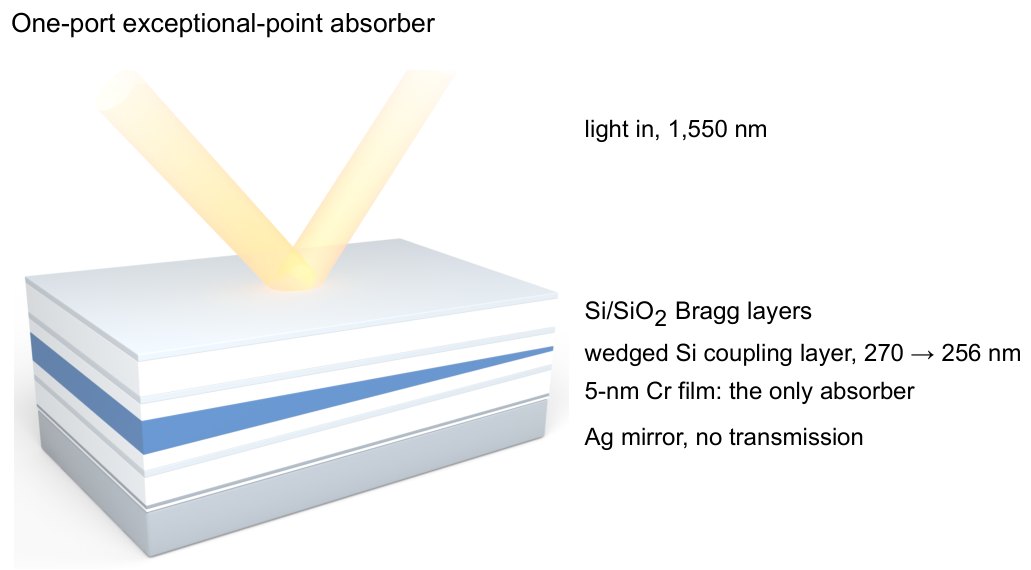 One-port exceptional-point absorber
light in, 1,550 nm
Si/SiO₂ Bragg layers
wedged Si coupling layer, 270 → 256 nm
5-nm Cr film: the only absorber
Ag mirror, no transmission